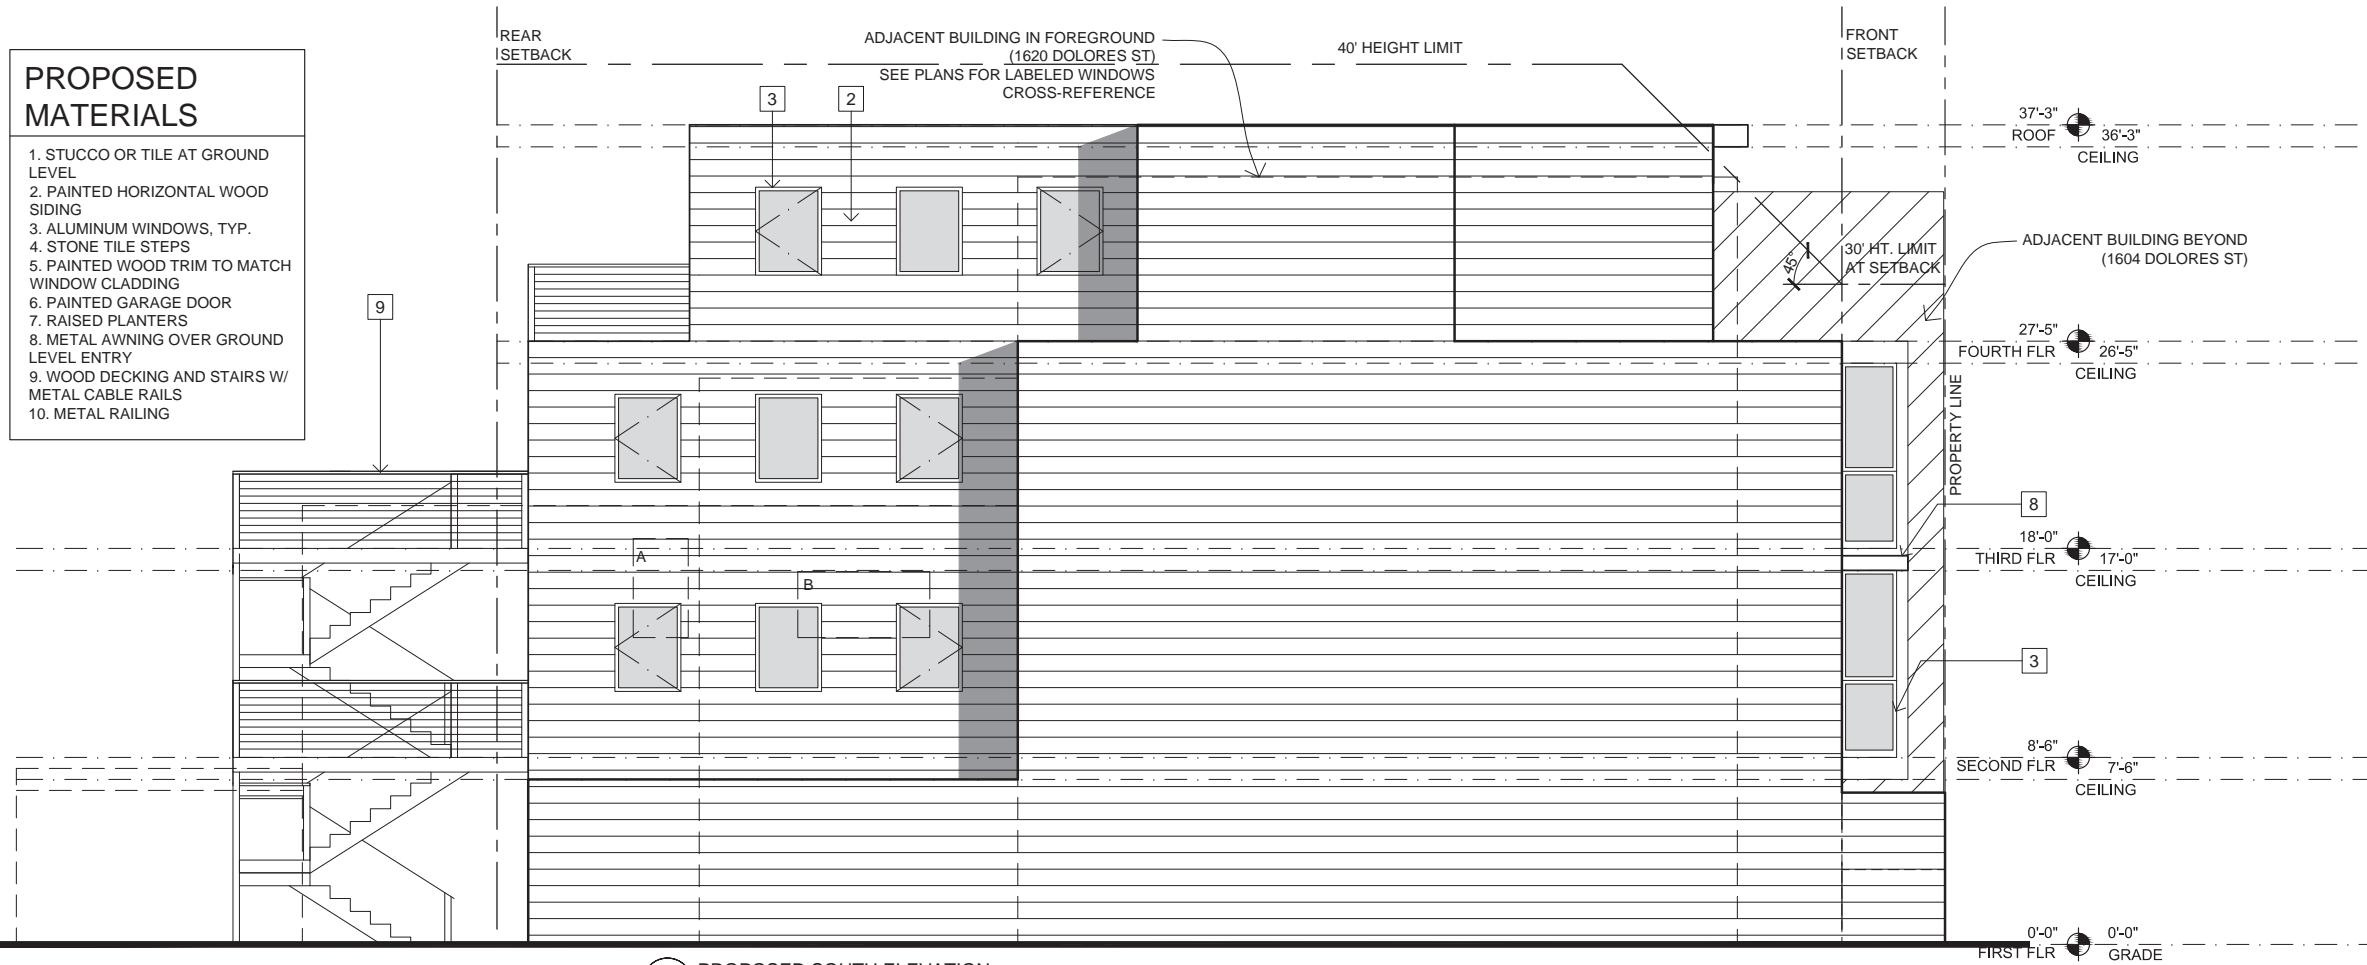 PROPOSED
MATERIALS
1. STUCCO OR TILE AT GROUND
LEVEL
2. PAINTED HORIZONTAL WOOD
SIDING
3. ALUMINUM WINDOWS, TYP.
4. STONE TILE STEPS
5. PAINTED WOOD TRIM TO MATCH
WINDOW CLADDING
6. PAINTED GARAGE DOOR
7. RAISED PLANTERS
8. METAL AWNING OVER GROUND
LEVEL ENTRY
9. WOOD DECKING AND STAIRS W/
METAL CABLE RAILS
10. METAL RAILING
REAR
SETBACK
ADJACENT BUILDING IN FOREGROUND
(1620 DOLORES ST)
SEE PLANS FOR LABELED WINDOWS
CROSS-REFERENCE
40' HEIGHT LIMIT
FRONT
SETBACK
3
2
9
A
B
45°
30' HT. LIMIT
AT SETBACK
ADJACENT BUILDING BEYOND
(1604 DOLORES ST)
PROPERTY LINE
8
3
37'-3"
ROOF
36'-3"
CEILING
27'-5"
FOURTH FLR
26'-5"
CEILING
18'-0"
THIRD FLR
17'-0"
CEILING
8'-6"
SECOND FLR
7'-6"
CEILING
0'-0"
FIRST FLR
0'-0"
GRADE
PROPOSED SOUTH ELEVATION